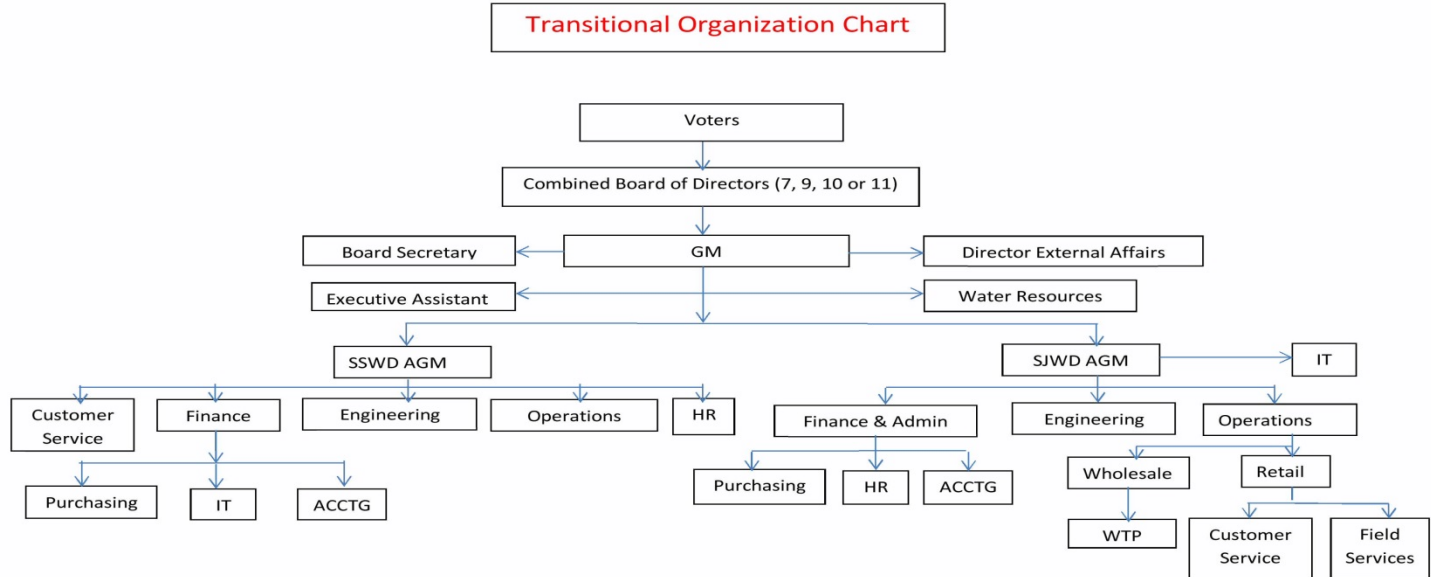 Transitional Organization Chart
Voters
Combined Board of Directors (7, 9, 10 or 11)
Board Secretary
GM
Director External Affairs
Executive Assistant
Water Resources
SSWD AGM
SJWD AGM
IT
Customer
Service
Finance
Engineering
Operations
HR
Finance & Admin
Engineering
Operations
Purchasing
IT
ACCTG
Purchasing
HR
ACCTG
Wholesale
Retail
WTP
Customer
Service
Field
Services